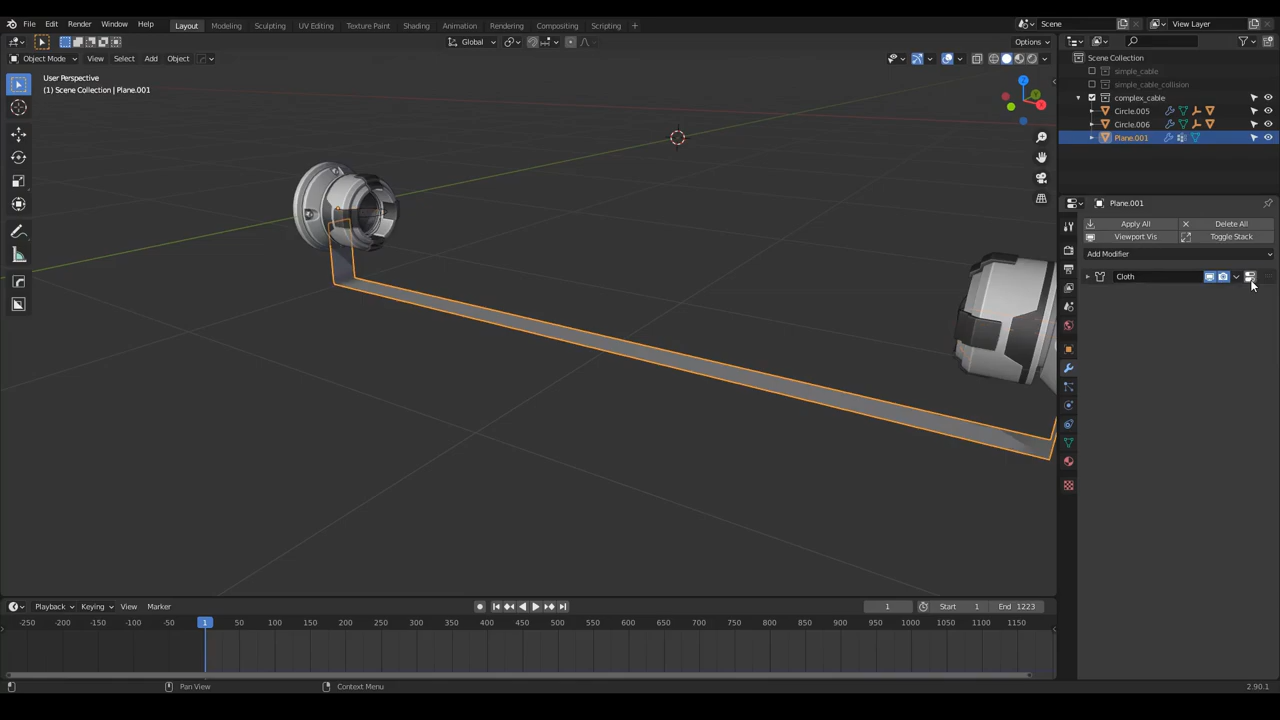 File Edit Render Window Help Layout Modeling Sculpting UV Editing Texture Paint Shading Animation Rendering Compositing Scripting + Scene View Layer
Global Options
Object Mode View Select Add Object
User Perspective
(1) Scene Collection | Plane.001
Z
Y
X
Scene Collection
simple_cable
simple_cable_collision
complex_cable
Circle.005
Circle.006
Plane.001
Plane.001
Apply All Delete All
Viewport Vis Toggle Stack
Add Modifier
Cloth
Playback Keying View Marker 1 Start 1 End 1223
-250 -200 -150 -100 -50 1 50 100 150 200 250 300 350 400 450 500 550 600 650 700 750 800 850 900 950 1000 1050 1100 1150
Pan View Context Menu 2.90.1